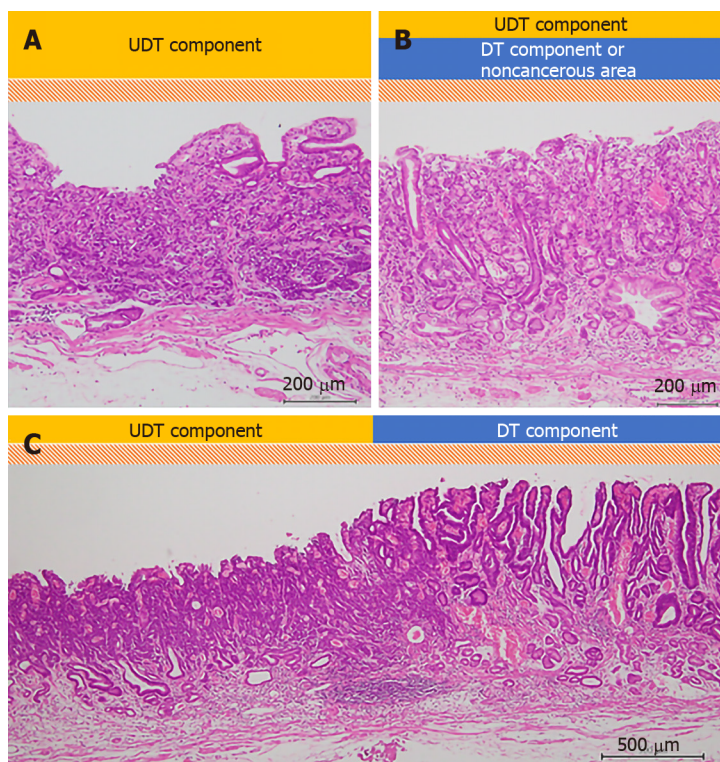 A
UDT component
B
UDT component
DT component or
noncancerous area
200 μm
200 μm
C
UDT component
DT component
500 μm